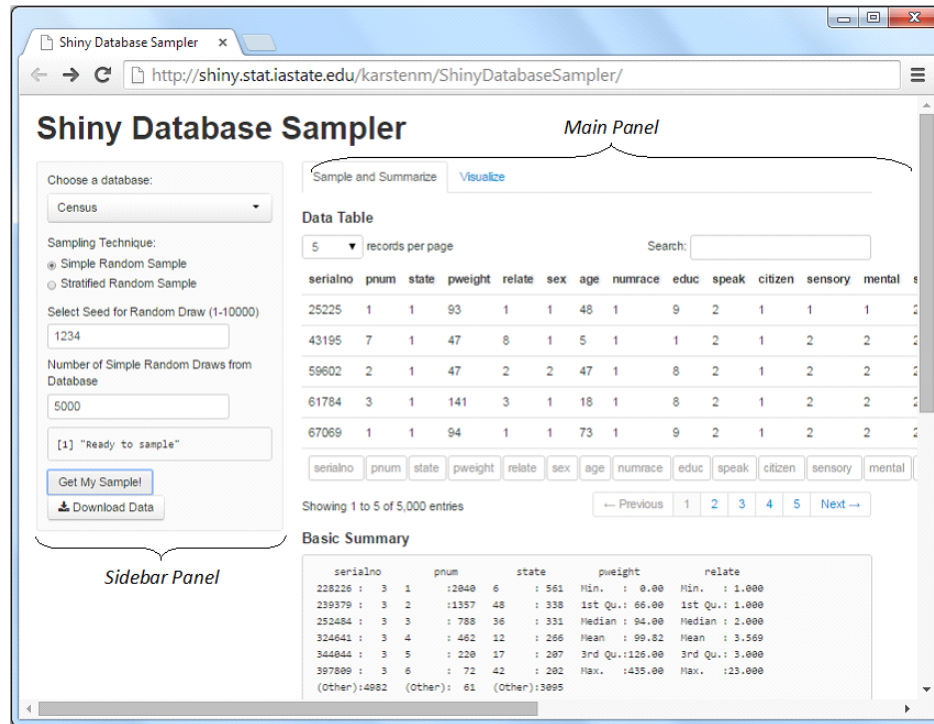 Shiny Database Sampler ×
http://shiny.stat.iastate.edu/karstenm/ShinyDatabaseSampler/
Shiny Database Sampler
Main Panel
Choose a database:
Census
Sampling Technique:
Simple Random Sample
Stratified Random Sample
Select Seed for Random Draw (1-10000)
1234
Number of Simple Random Draws from
Database
5000
[1] "Ready to sample"
Get My Sample!
Download Data
Sidebar Panel
Sample and Summarize Visualize
Data Table
5 records per page Search:
serialno pnum state pweight relate sex age numrace educ speak citizen sensory mental s
25225 1 1 93 1 1 48 1 9 2 1 1 1 2
43195 7 1 47 8 1 5 1 1 2 1 2 2 2
59602 2 1 47 2 2 47 1 8 2 1 2 2 2
61784 3 1 141 3 1 18 1 8 2 1 2 2 2
67069 1 1 94 1 1 73 1 9 2 1 2 2 2
serialno pnum state pweight relate sex age numrace educ speak citizen sensory mental
Showing 1 to 5 of 5,000 entries ← Previous 1 2 3 4 5 Next →
Basic Summary
serialno pnum state pweight relate
228226 : 3 1 :2040 6 : 561 Min. : 0.00 Min. : 1.000
239379 : 3 2 :1357 48 : 338 1st Qu.: 66.00 1st Qu.: 1.000
252484 : 3 3 : 788 36 : 331 Median : 94.00 Median : 2.000
324641 : 3 4 : 462 12 : 266 Mean : 99.82 Mean : 3.569
344044 : 3 5 : 220 17 : 207 3rd Qu.:126.00 3rd Qu.: 3.000
397809 : 3 6 : 72 42 : 202 Max. :435.00 Max. :23.000
(Other):4982 (Other): 61 (Other):3095